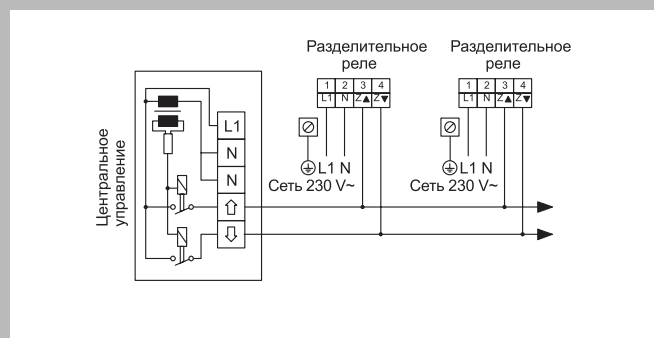 Разделительное
реле
Разделительное
реле
1 2 3 4
L1 N Z▲ Z▼
1 2 3 4
L1 N Z▲ Z▼
Центральное
управление
L1
N
N
L1 N
Сеть 230 V~
L1 N
Сеть 230 V~